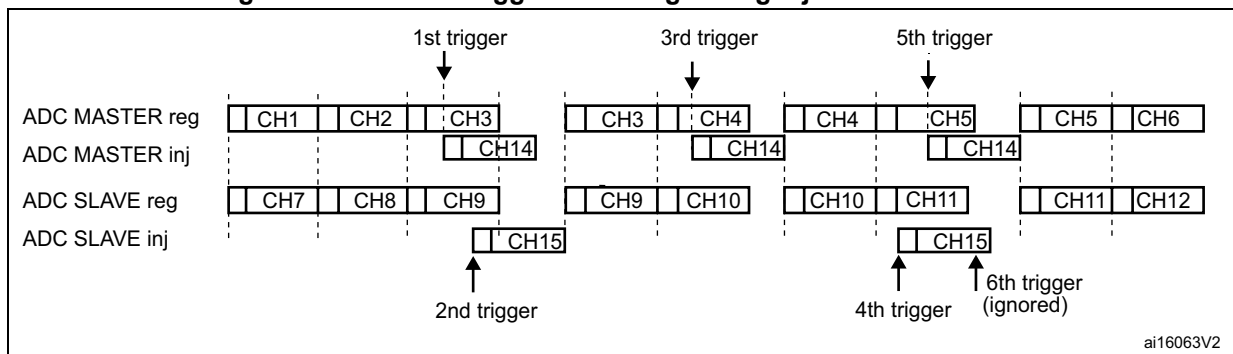 1st trigger 3rd trigger 5th trigger
ADC MASTER reg CH1 CH2 CH3 CH3 CH4 CH4 CH5 CH5 CH6
ADC MASTER inj CH14 CH14 CH14
ADC SLAVE reg CH7 CH8 CH9 CH9 CH10 CH10 CH11 CH11 CH12
ADC SLAVE inj CH15 CH15
2nd trigger 4th trigger 6th trigger
(ignored)
ai16063V2